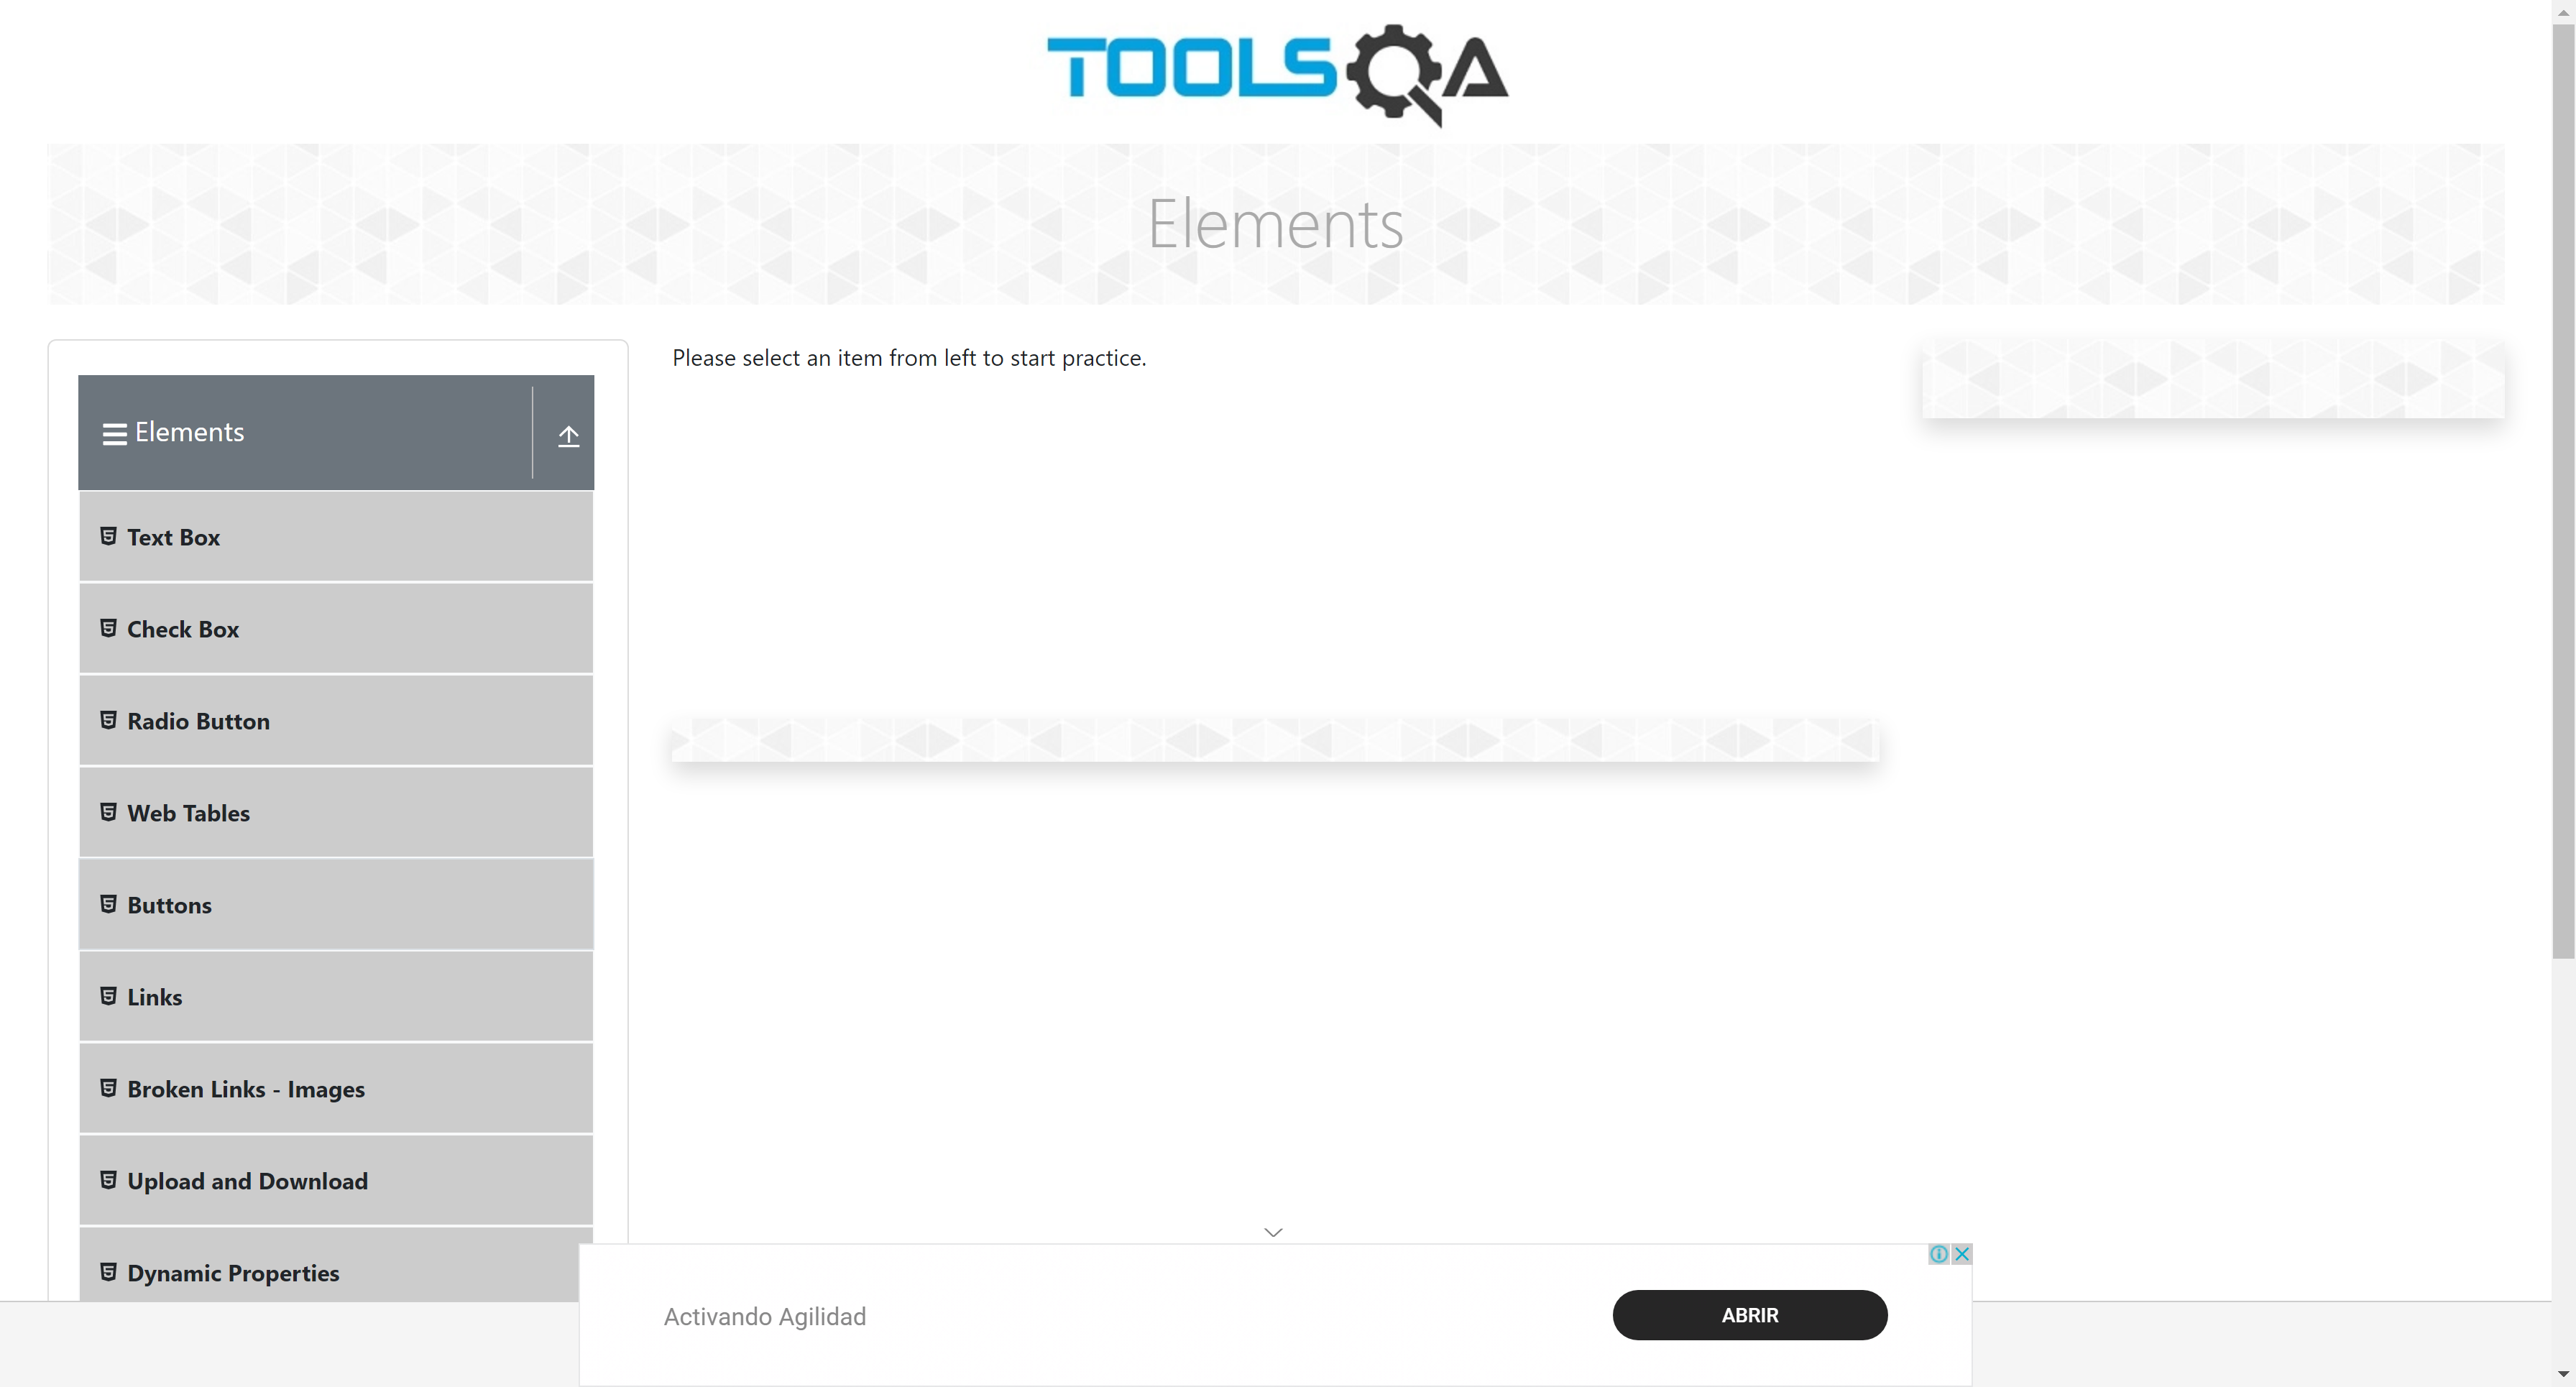 TOOLSQA
Elements
Please select an item from left to start practice.
Elements
Text Box
Check Box
Radio Button
Web Tables
Buttons
Links
Broken Links - Images
Upload and Download
Dynamic Properties
Activando Agilidad
ABRIR